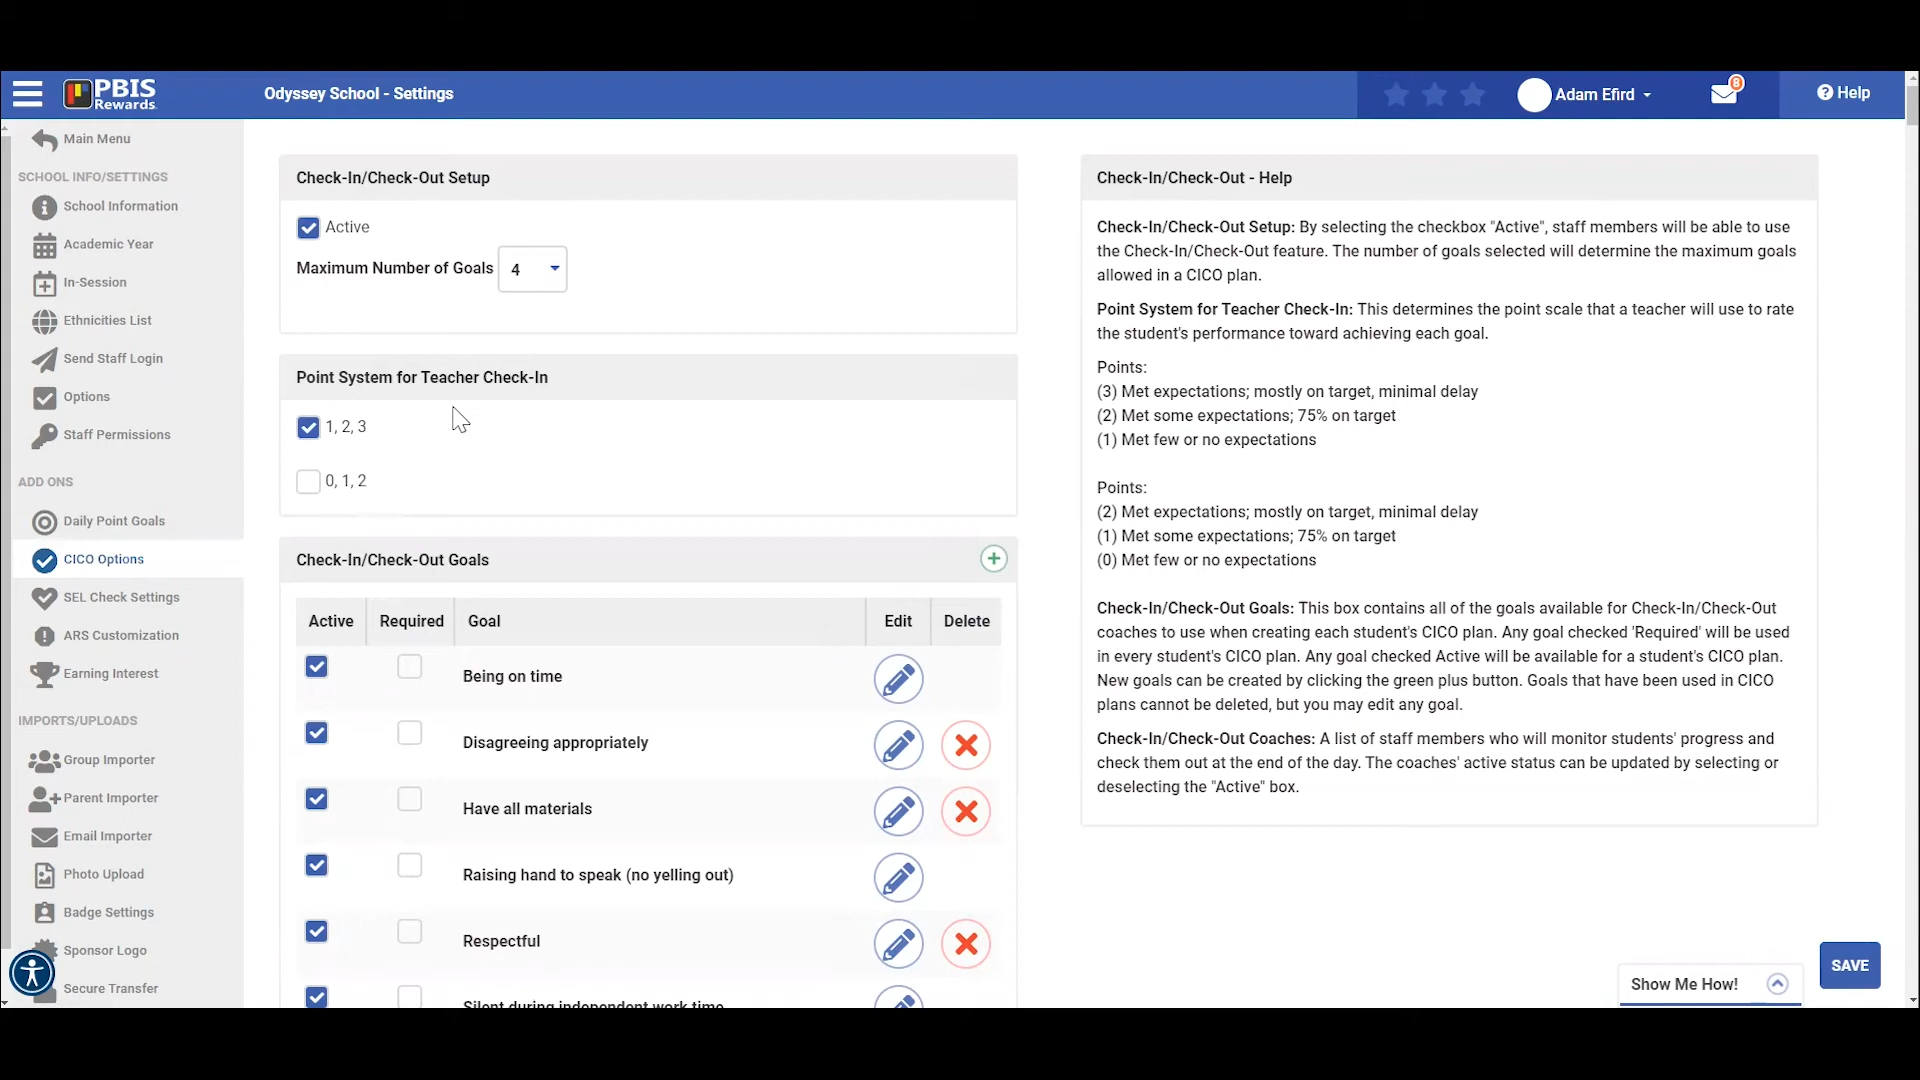 PBIS
Rewards
Odyssey School - Settings
Adam Efird
8
Help
Main Menu
SCHOOL INFO/SETTINGS
School Information
Academic Year
In-Session
Ethnicities List
Send Staff Login
Options
Staff Permissions
ADD ONS
Daily Point Goals
CICO Options
SEL Check Settings
ARS Customization
Earning Interest
IMPORTS/UPLOADS
Group Importer
Parent Importer
Email Importer
Photo Upload
Badge Settings
Sponsor Logo
Secure Transfer
Check-In/Check-Out Setup
Active
Maximum Number of Goals 4
Point System for Teacher Check-In
1, 2, 3
0, 1, 2
Check-In/Check-Out Goals
Active Required Goal Edit Delete
Being on time
Disagreeing appropriately
Have all materials
Raising hand to speak (no yelling out)
Respectful
Silent during independent work time
Check-In/Check-Out - Help
Check-In/Check-Out Setup: By selecting the checkbox "Active", staff members will be able to use
the Check-In/Check-Out feature. The number of goals selected will determine the maximum goals
allowed in a CICO plan.
Point System for Teacher Check-In: This determines the point scale that a teacher will use to rate
the student's performance toward achieving each goal.
Points:
(3) Met expectations; mostly on target, minimal delay
(2) Met some expectations; 75% on target
(1) Met few or no expectations
Points:
(2) Met expectations; mostly on target, minimal delay
(1) Met some expectations; 75% on target
(0) Met few or no expectations
Check-In/Check-Out Goals: This box contains all of the goals available for Check-In/Check-Out
coaches to use when creating each student's CICO plan. Any goal checked 'Required' will be used
in every student's CICO plan. Any goal checked Active will be available for a student's CICO plan.
New goals can be created by clicking the green plus button. Goals that have been used in CICO
plans cannot be deleted, but you may edit any goal.
Check-In/Check-Out Coaches: A list of staff members who will monitor students' progress and
check them out at the end of the day. The coaches' active status can be updated by selecting or
deselecting the "Active" box.
Show Me How!
SAVE